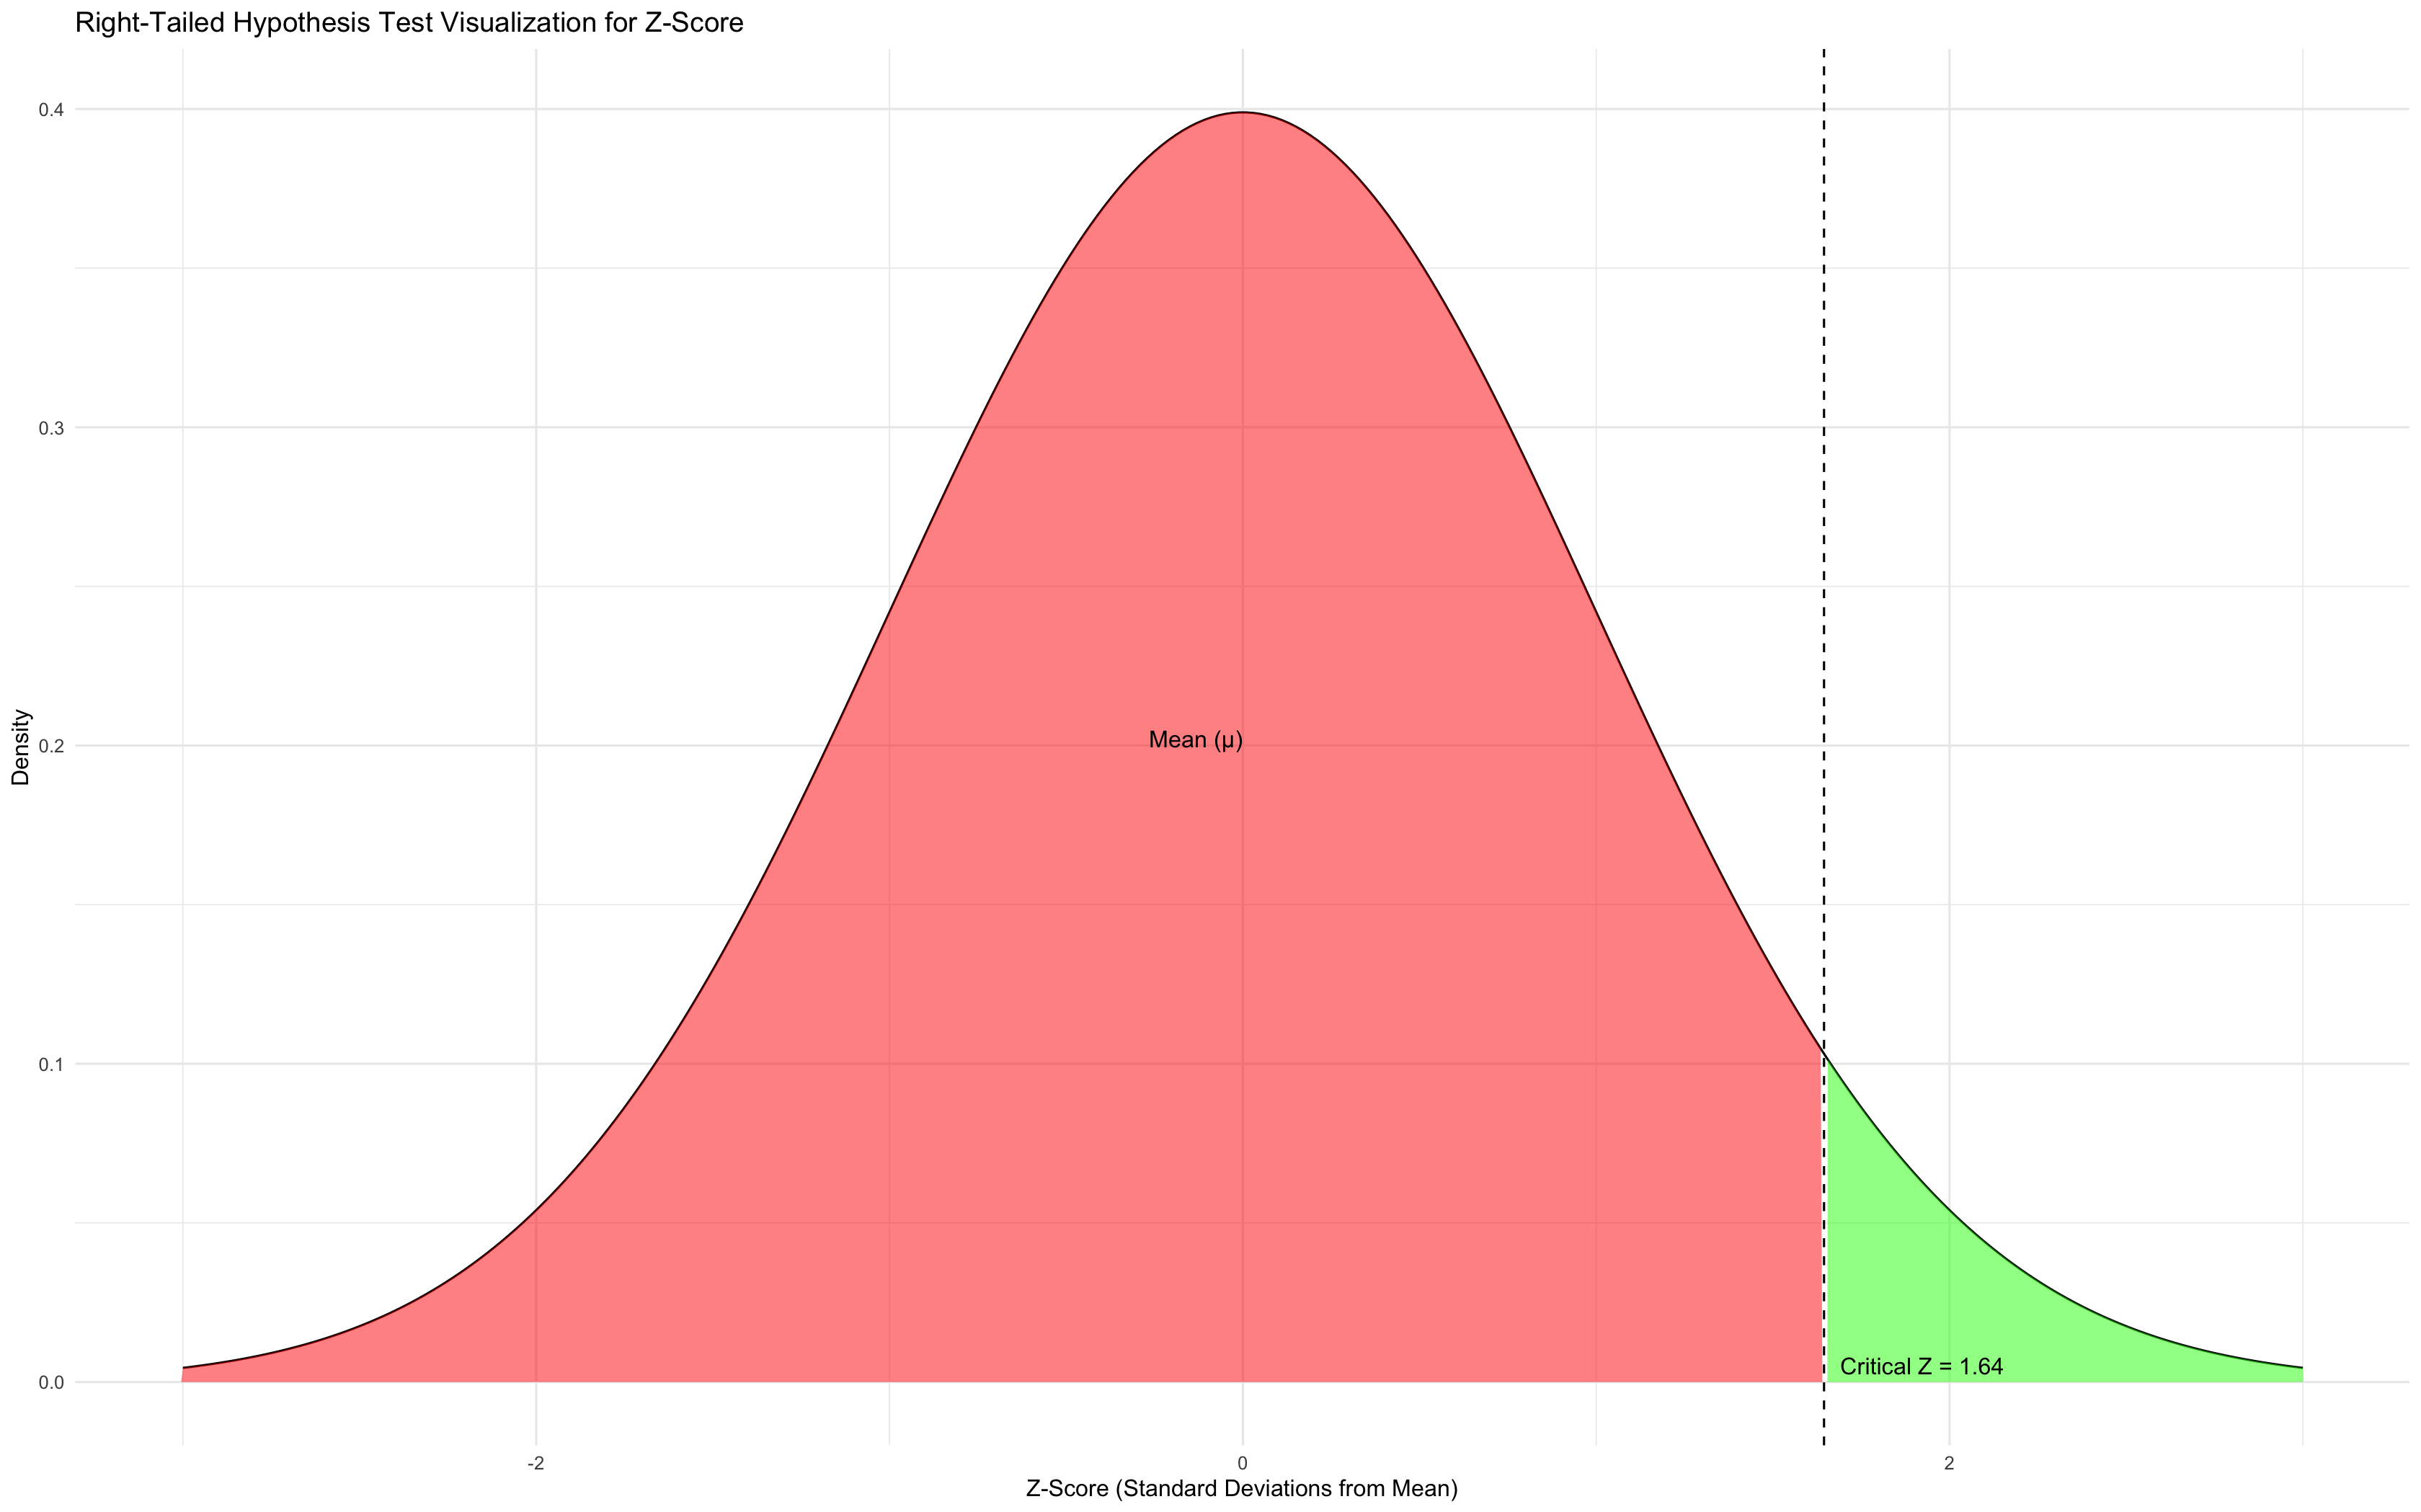 Right-Tailed Hypothesis Test Visualization for Z-Score
0.4
0.3
0.2
0.1
0.0
Density
Mean (μ)
Critical Z = 1.64
-2
0
2
Z-Score (Standard Deviations from Mean)